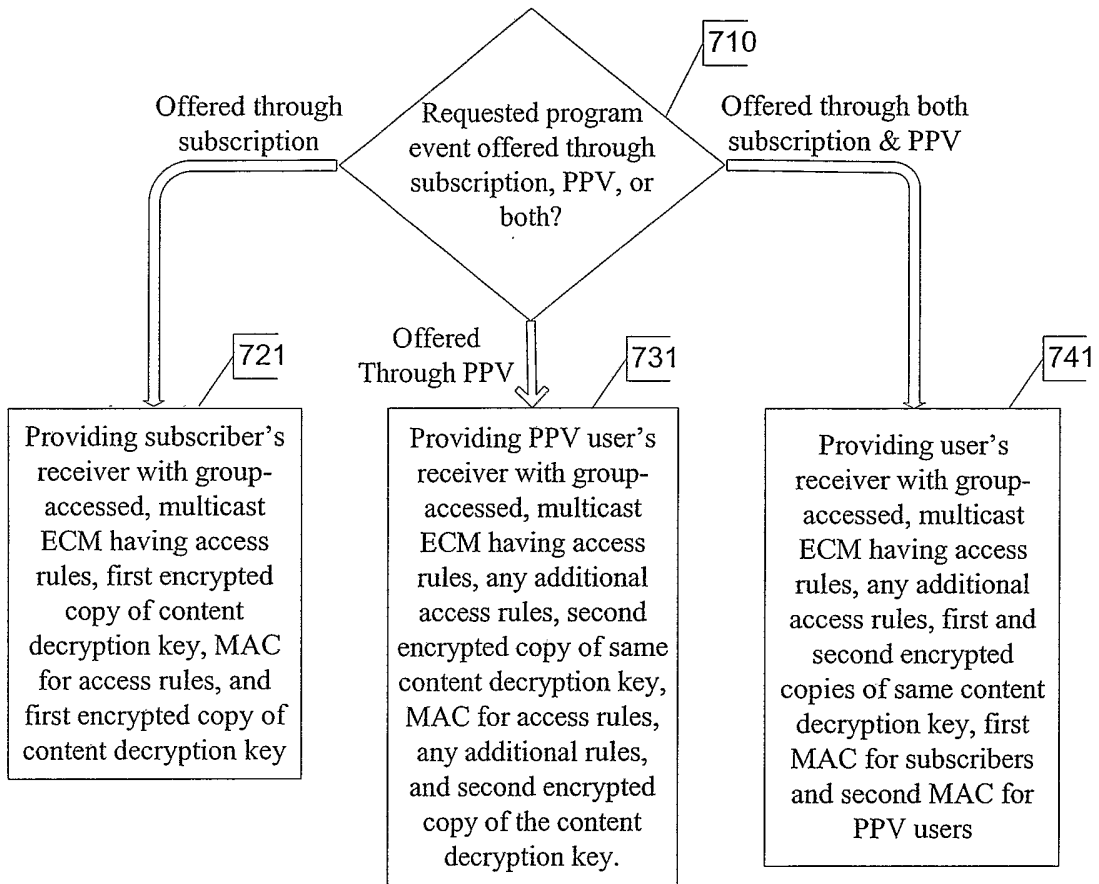 710
Offered through
subscription
Requested program
event offered through
subscription, PPV, or
both?
Offered through both
subscription & PPV
Offered
Through PPV
721
731
741
Providing subscriber's
receiver with group-
accessed, multicast
ECM having access
rules, first encrypted
copy of content
decryption key, MAC
for access rules, and
first encrypted copy of
content decryption key
Providing PPV user's
receiver with group-
accessed, multicast
ECM having access
rules, any additional
access rules, second
encrypted copy of same
content decryption key,
MAC for access rules,
any additional rules,
and second encrypted
copy of the content
decryption key.
Providing user's
receiver with group-
accessed, multicast
ECM having access
rules, any additional
access rules, first and
second encrypted
copies of same content
decryption key, first
MAC for subscribers
and second MAC for
PPV users